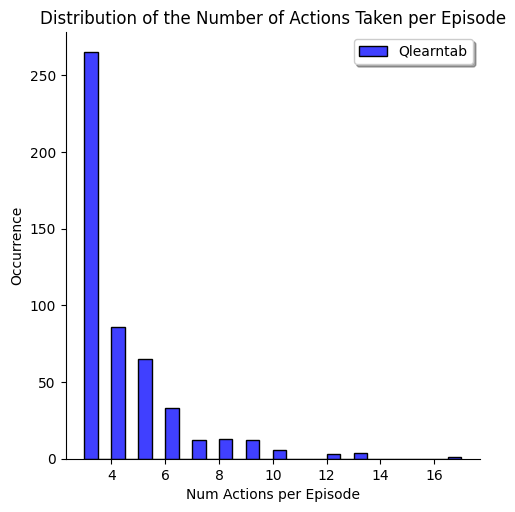 Distribution of the Number of Actions Taken per Episode
Qlearntab
Occurrence
250
200
150
100
50
0
4 6 8 10 12 14 16
Num Actions per Episode